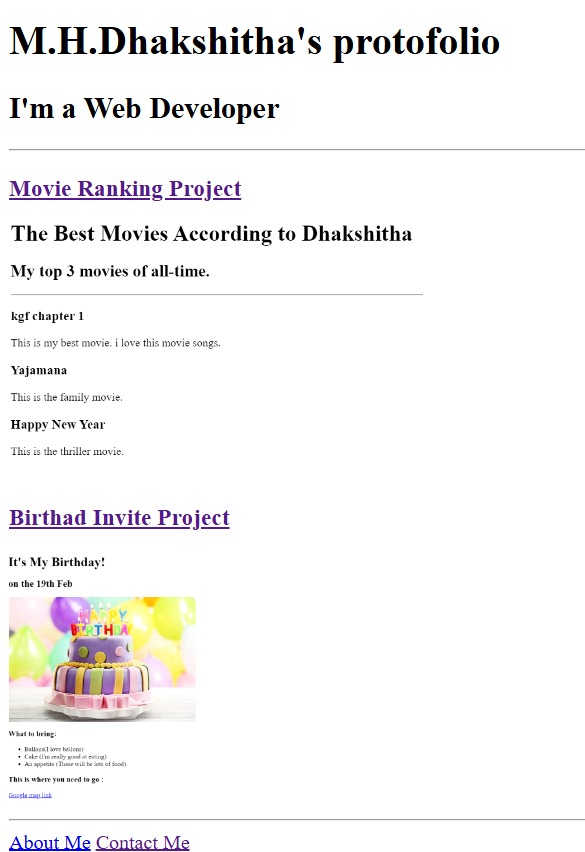 M.H.Dhakshitha's protofolio
I'm a Web Developer
Movie Ranking Project
The Best Movies According to Dhakshitha
My top 3 movies of all-time.
kgf chapter 1
This is my best movie. i love this movie songs.
Yajamana
This is the family movie.
Happy New Year
This is the thriller movie.
Birthad Invite Project
It's My Birthday!
on the 19th Feb
HAPPY
BIRTHDAY
What to bring:
Balloos(I love ballons)
Cake (I'm really good at eating)
An appetite (There will be lots of food)
This is where you need to go :
Google map link
About Me Contact Me